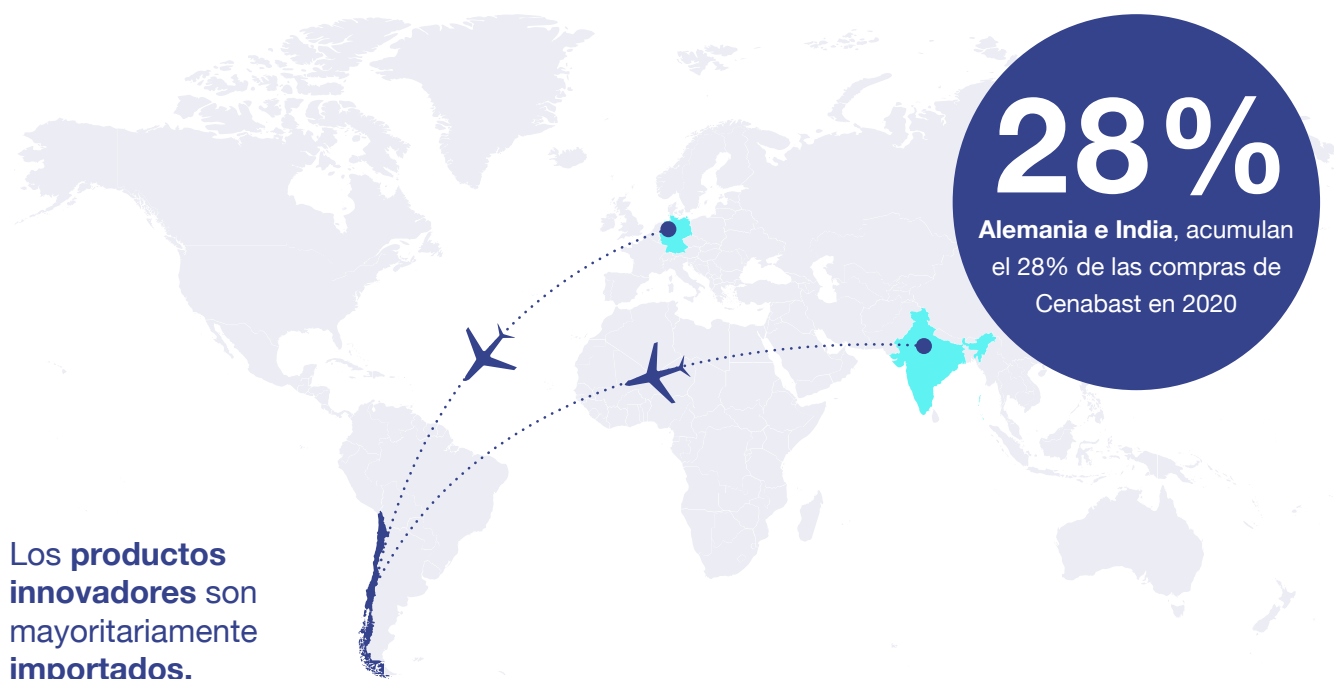 28%
Alemania e India, acumulan
el 28% de las compras de
Cenabast en 2020
Los productos
innovadores son
mayoritariamente
importados.